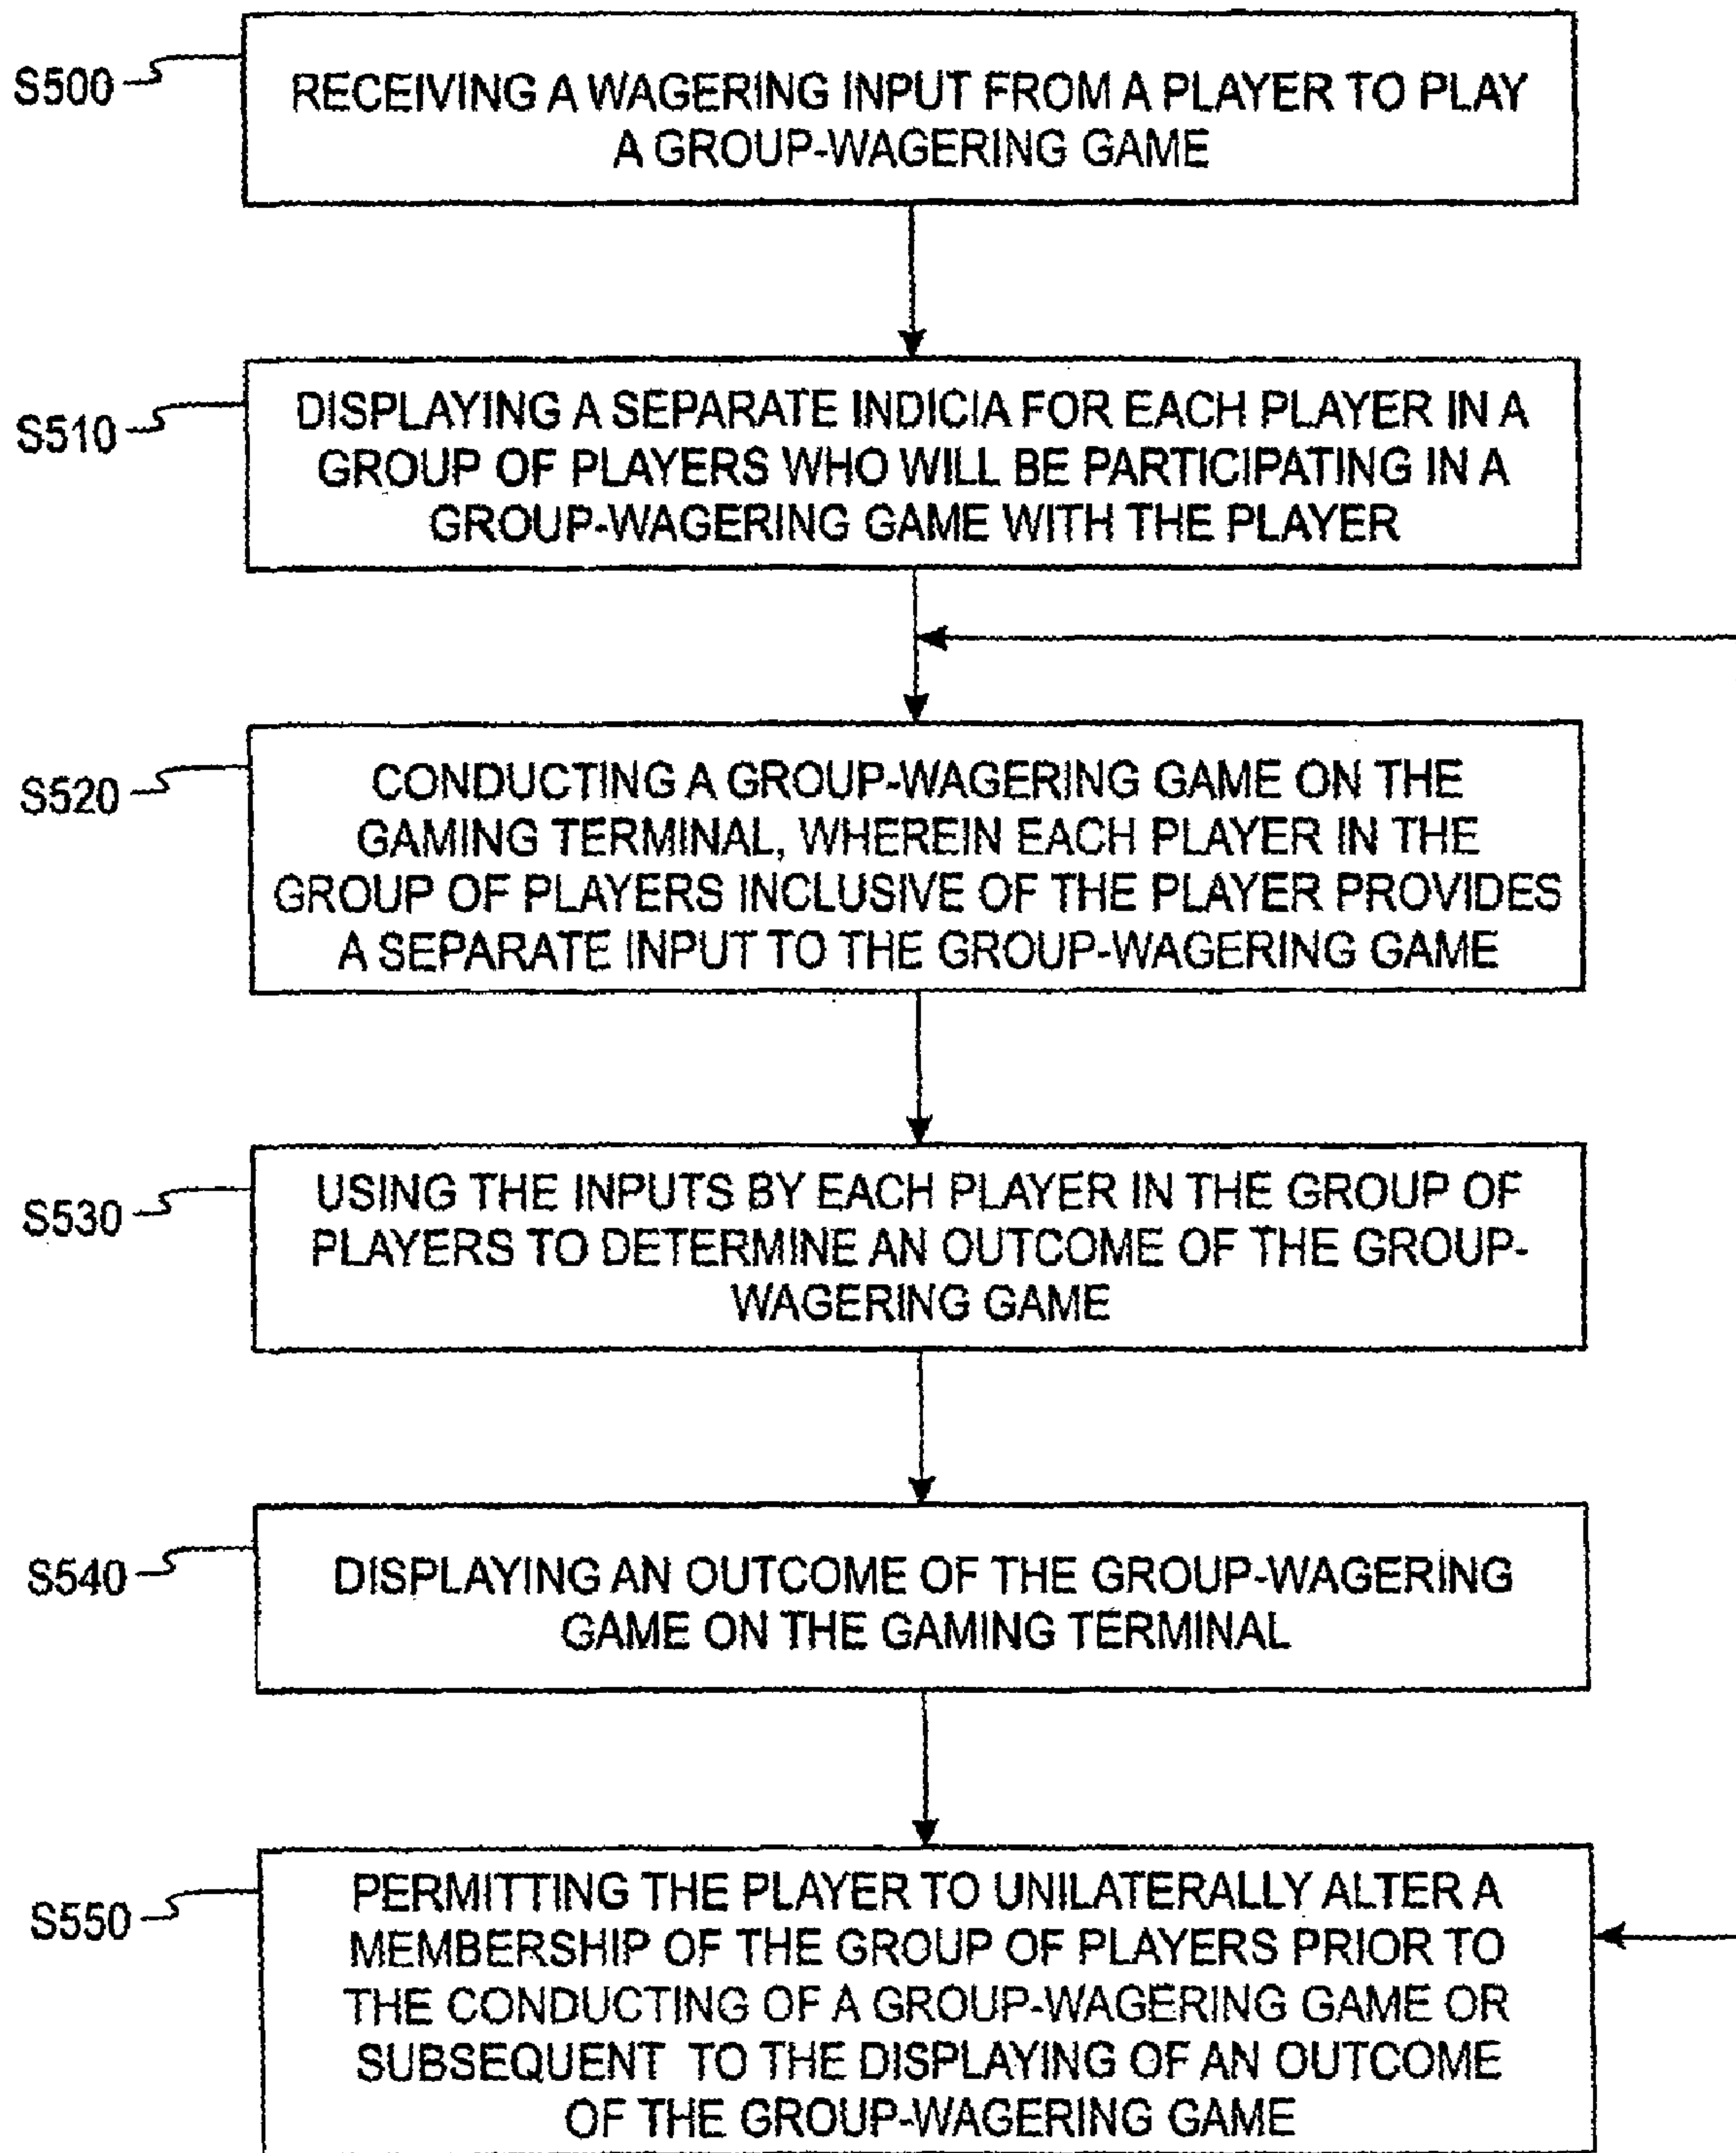 S500
RECEIVING A WAGERING INPUT FROM A PLAYER TO PLAY
A GROUP-WAGERING GAME
S510
DISPLAYING A SEPARATE INDICIA FOR EACH PLAYER IN A
GROUP OF PLAYERS WHO WILL BE PARTICIPATING IN A
GROUP-WAGERING GAME WITH THE PLAYER
S520
CONDUCTING A GROUP-WAGERING GAME ON THE
GAMING TERMINAL, WHEREIN EACH PLAYER IN THE
GROUP OF PLAYERS INCLUSIVE OF THE PLAYER PROVIDES
A SEPARATE INPUT TO THE GROUP-WAGERING GAME
S530
USING THE INPUTS BY EACH PLAYER IN THE GROUP OF
PLAYERS TO DETERMINE AN OUTCOME OF THE GROUP-
WAGERING GAME
S540
DISPLAYING AN OUTCOME OF THE GROUP-WAGERING
GAME ON THE GAMING TERMINAL
S550
PERMITTING THE PLAYER TO UNILATERALLY ALTER A
MEMBERSHIP OF THE GROUP OF PLAYERS PRIOR TO
THE CONDUCTING OF A GROUP-WAGERING GAME OR
SUBSEQUENT TO THE DISPLAYING OF AN OUTCOME
OF THE GROUP-WAGERING GAME